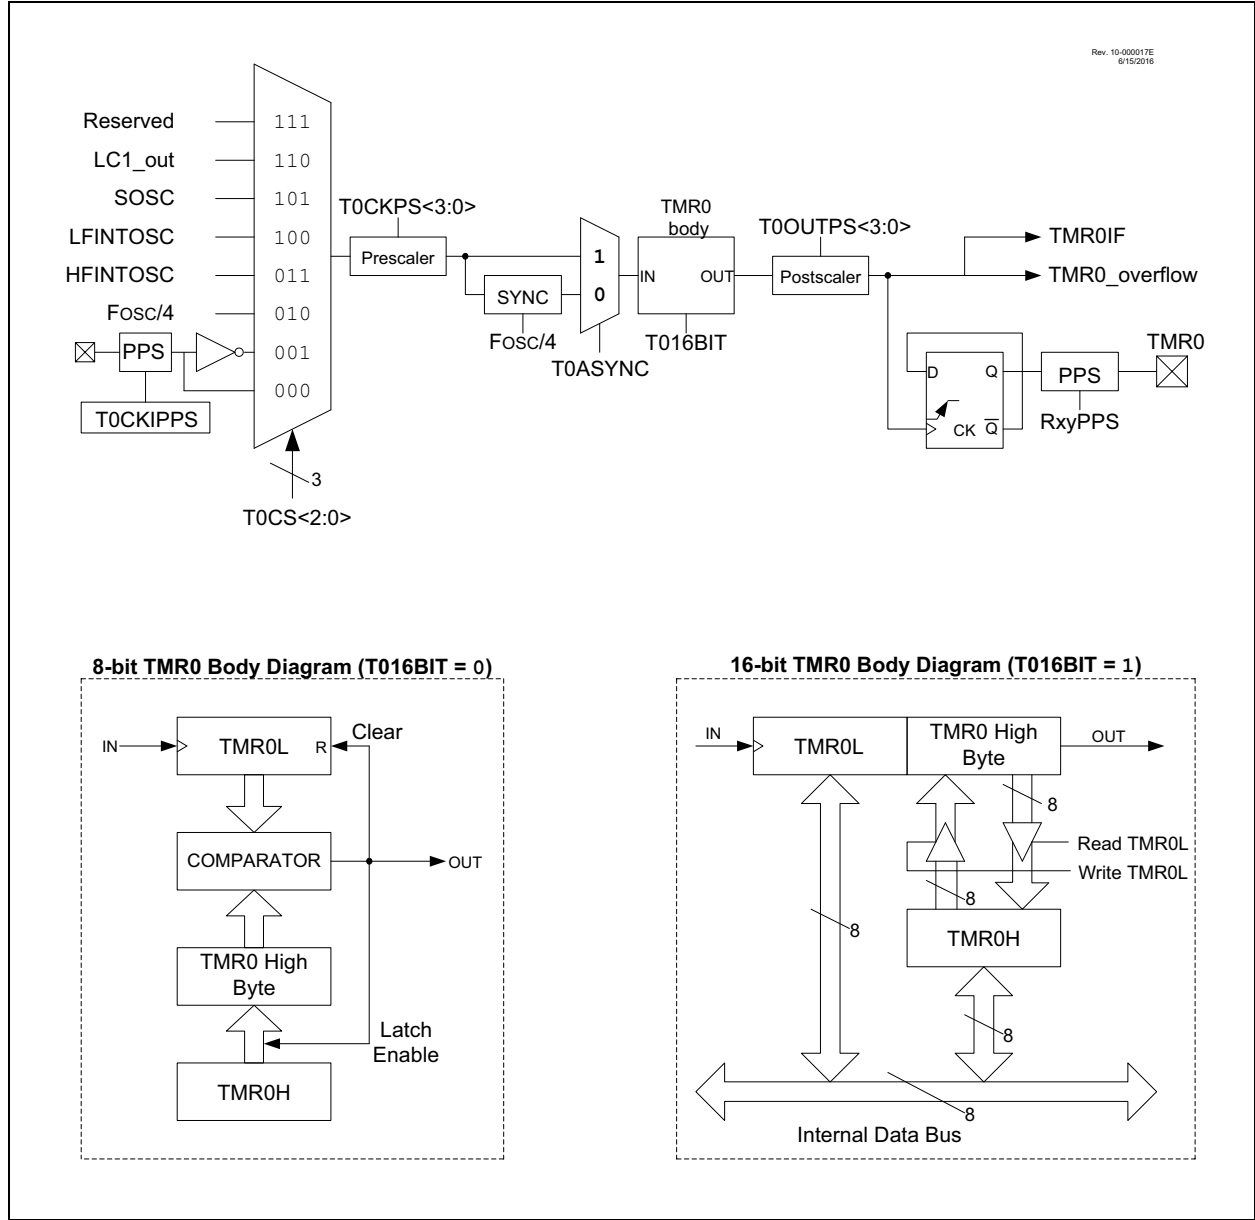 Rev. 10-000017E
6/15/2016
Reserved
111
LC1_out
110
SOSC
101
LFINTOSC
100
HFINTOSC
011
FOSC/4
010
PPS
001
000
T0CKIPPS
3
T0CS<2:0>
T0CKPS<3:0>
Prescaler
SYNC
FOSC/4
1
0
T0ASYNC
TMR0
body
IN
OUT
T016BIT
T0OUTPS<3:0>
Postscaler
TMR0IF
TMR0_overflow
D
Q
CK
Q
PPS
RxyPPS
TMR0
8-bit TMR0 Body Diagram (T016BIT = 0)
IN
TMR0L
R
Clear
COMPARATOR
OUT
TMR0 High
Byte
Latch
Enable
TMR0H
16-bit TMR0 Body Diagram (T016BIT = 1)
IN
TMR0L
TMR0 High
Byte
OUT
8
Read TMR0L
Write TMR0L
8
8
TMR0H
8
8
Internal Data Bus